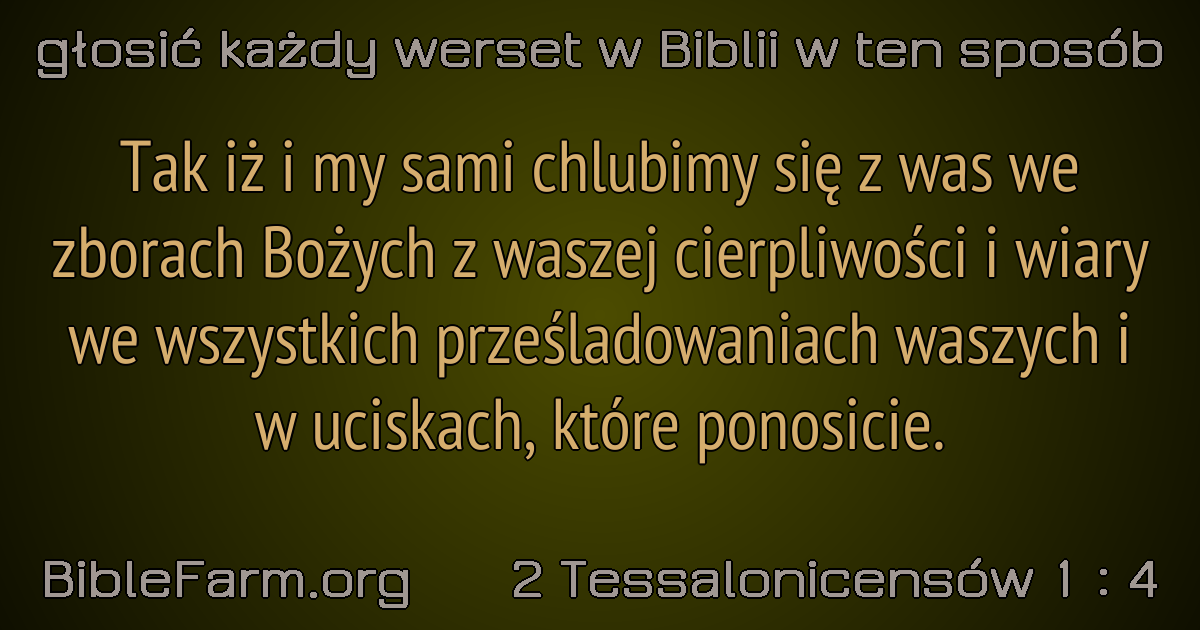 głosić każdy werset w Biblii w ten sposób
Tak iż i my sami chlubimy się z was we
zborach Bożych z waszej cierpliwości i wiary
we wszystkich prześladowaniach waszych i
w uciskach, które ponosicie.
BibleFarm.org 2 Tessalonicensów 1 : 4